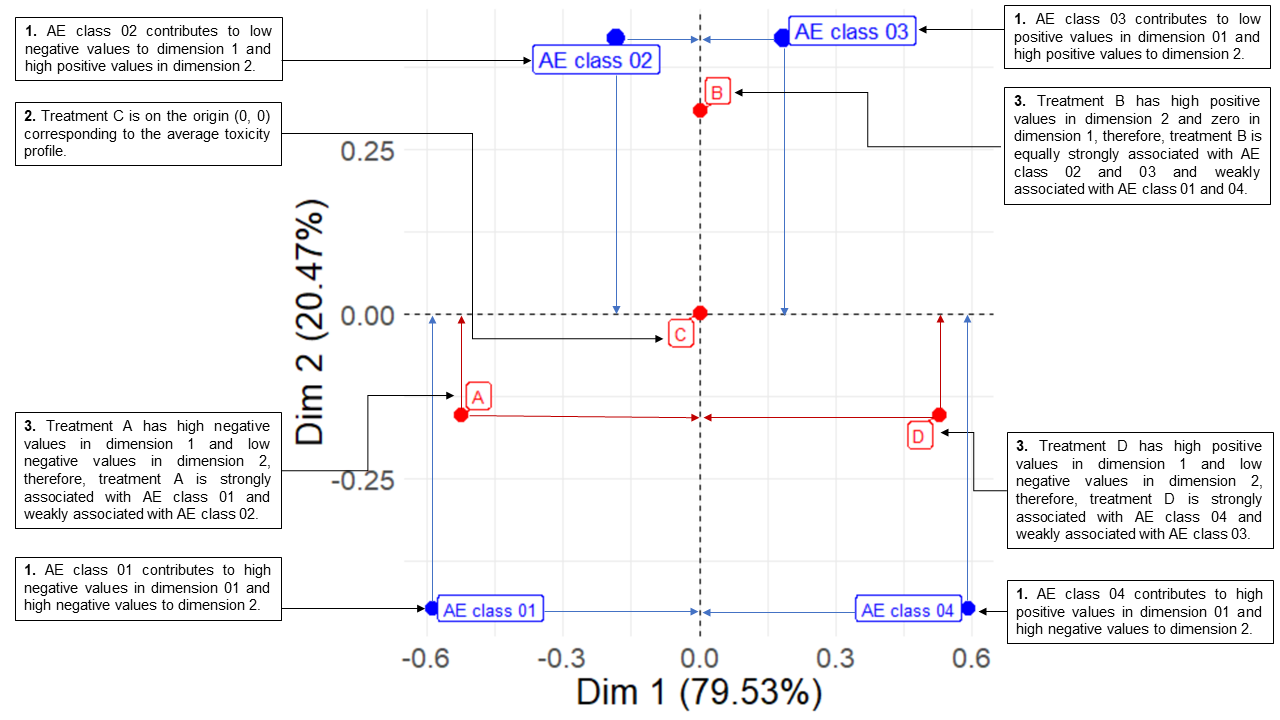 1. AE class 02 contributes to low
negative values to dimension 1 and
high positive values in dimension 2.
2. Treatment C is on the origin (0, 0)
corresponding to the average toxicity
profile.
3. Treatment A has high negative
values in dimension 1 and low
negative values in dimension 2,
therefore, treatment A is strongly
associated with AE class 01 and
weakly associated with AE class 02.
1. AE class 01 contributes to high
negative values in dimension 01 and
high negative values to dimension 2.
AE class 02
AE class 03
B
C
A
D
AE class 01
AE class 04
0.25
0.00
-0.25
Dim 2 (20.47%)
-0.6
-0.3
0.0
0.3
0.6
Dim 1 (79.53%)
1. AE class 03 contributes to low
positive values in dimension 01 and
high positive values to dimension 2.
3. Treatment B has high positive
values in dimension 2 and zero in
dimension 1, therefore, treatment B is
equally strongly associated with AE
class 02 and 03 and weakly
associated with AE class 01 and 04.
3. Treatment D has high positive
values in dimension 1 and low
negative values in dimension 2,
therefore, treatment D is strongly
associated with AE class 04 and
weakly associated with AE class 03.
1. AE class 04 contributes to high
positive values in dimension 01 and
high negative values to dimension 2.